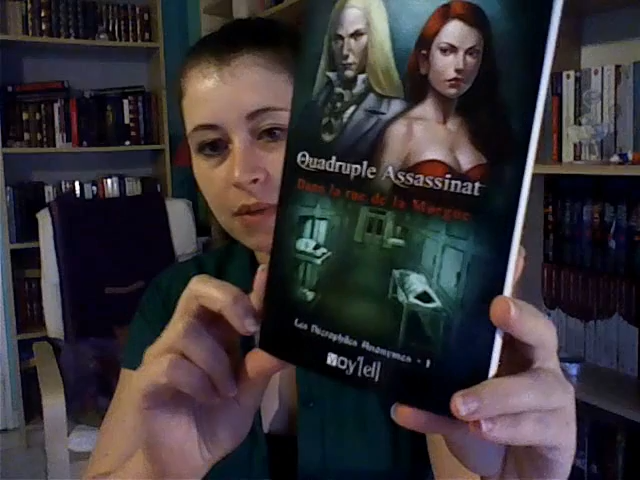 Quadruple Assassinat
Dans la rue de la Morgue
Les Nécrophiles Anonymes - 1
voy[el]